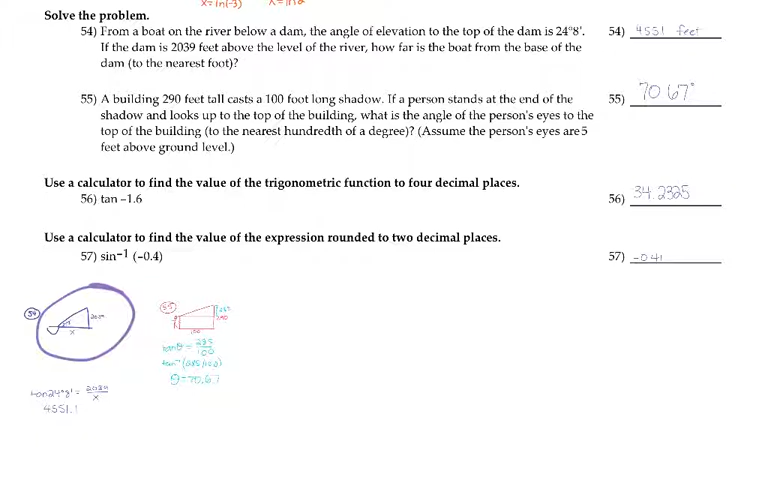 x=ln(-3) x=ln2
Solve the problem.
54) From a boat on the river below a dam, the angle of elevation to the top of the dam is 24°8'.
If the dam is 2039 feet above the level of the river, how far is the boat from the base of the
dam (to the nearest foot)?
54) 4551 feet
55) A building 290 feet tall casts a 100 foot long shadow. If a person stands at the end of the
shadow and looks up to the top of the building, what is the angle of the person's eyes to the
top of the building (to the nearest hundredth of a degree)? (Assume the person's eyes are 5
feet above ground level.)
55) 70.67°
Use a calculator to find the value of the trigonometric function to four decimal places.
56) tan -1.6
56) 34.2325
Use a calculator to find the value of the expression rounded to two decimal places.
57) sin⁻¹ (-0.4)
57) -0.41
54
x
55
285
290
100
tanθ = 285/100
tan⁻¹(285/100)
θ=70.67
tan24°8' = 2039/x
4551.1